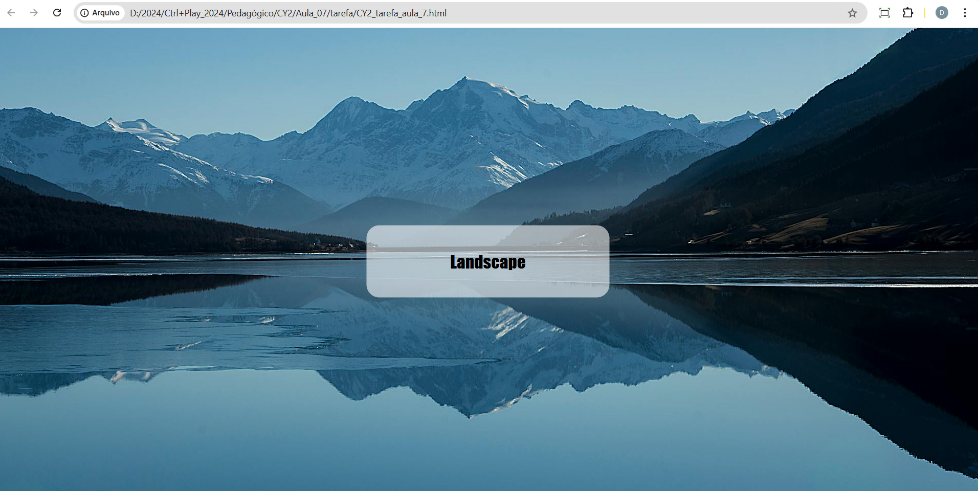 Arquivo D:/2024/Ctrl+Play_2024/Pedagógico/CY2/Aula_07/tarefa/CY2_tarefa_aula_7.html
D
Landscape